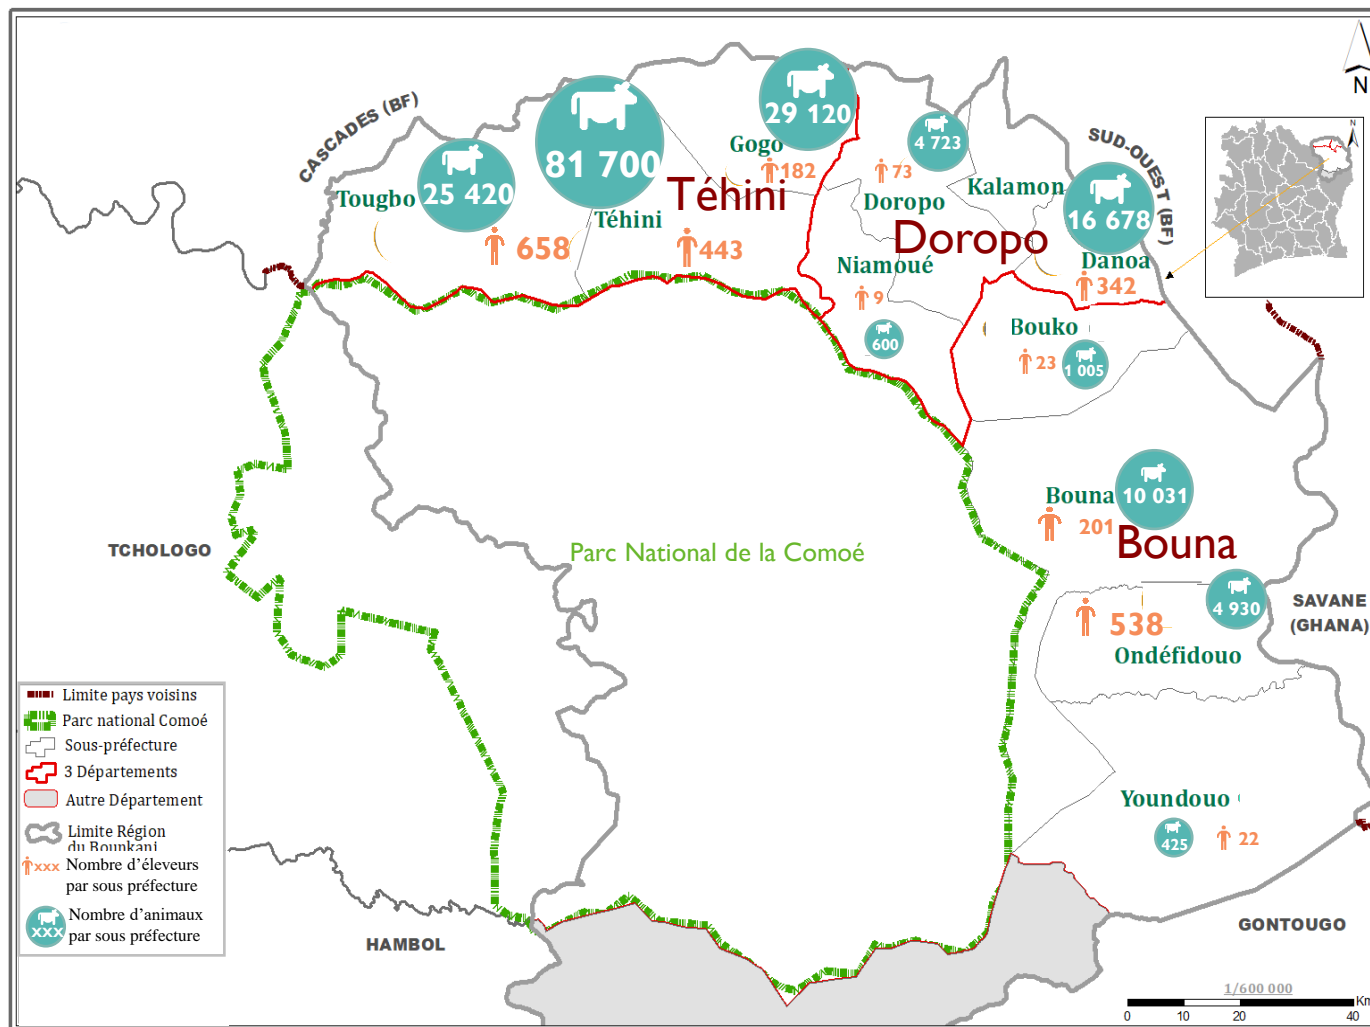 N
CASCADES (BF)
SUD-OUEST (BF)
N
81 700
29 120
4 723
Gogo
182
73
Tougbo
25 420
Téhini
Téhini
Doropo
Kalamon
16 678
658
443
Doropo
Niamoué
Danoa
342
9
600
Bouko
23
1 005
Bouna
10 031
201
Bouna
TCHOLOGO
Parc National de la Comoé
4 930
538
SAVANE
(GHANA)
Ondéfidouo
Limite pays voisins
Parc national Comoé
Sous-préfecture
3 Départements
Autre Département
Limite Région
du Bounkani
xxx Nombre d'éleveurs
par sous préfecture
Nombre d'animaux
xxx par sous préfecture
Youndouo
425
22
HAMBOL
GONTOUGO
1/600 000
Km
0 10 20 40